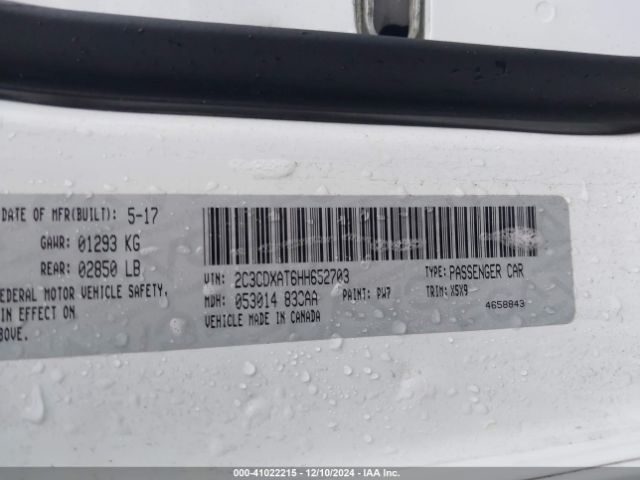 DATE OF MFR(BUILT): 5-17
GAWR: 01293 KG
REAR: 02850 LB
FEDERAL MOTOR VEHICLE SAFETY,
IN EFFECT ON
ABOVE.
VIN: 2C3CDXAT6HH652703
TYPE: PASSENGER CAR
MDH: 053014 83CAA
PAINT: PW7
TRIM: X5X9
VEHICLE MADE IN CANADA
4658843
000-41022215 - 12/10/2024 - IAA Inc.